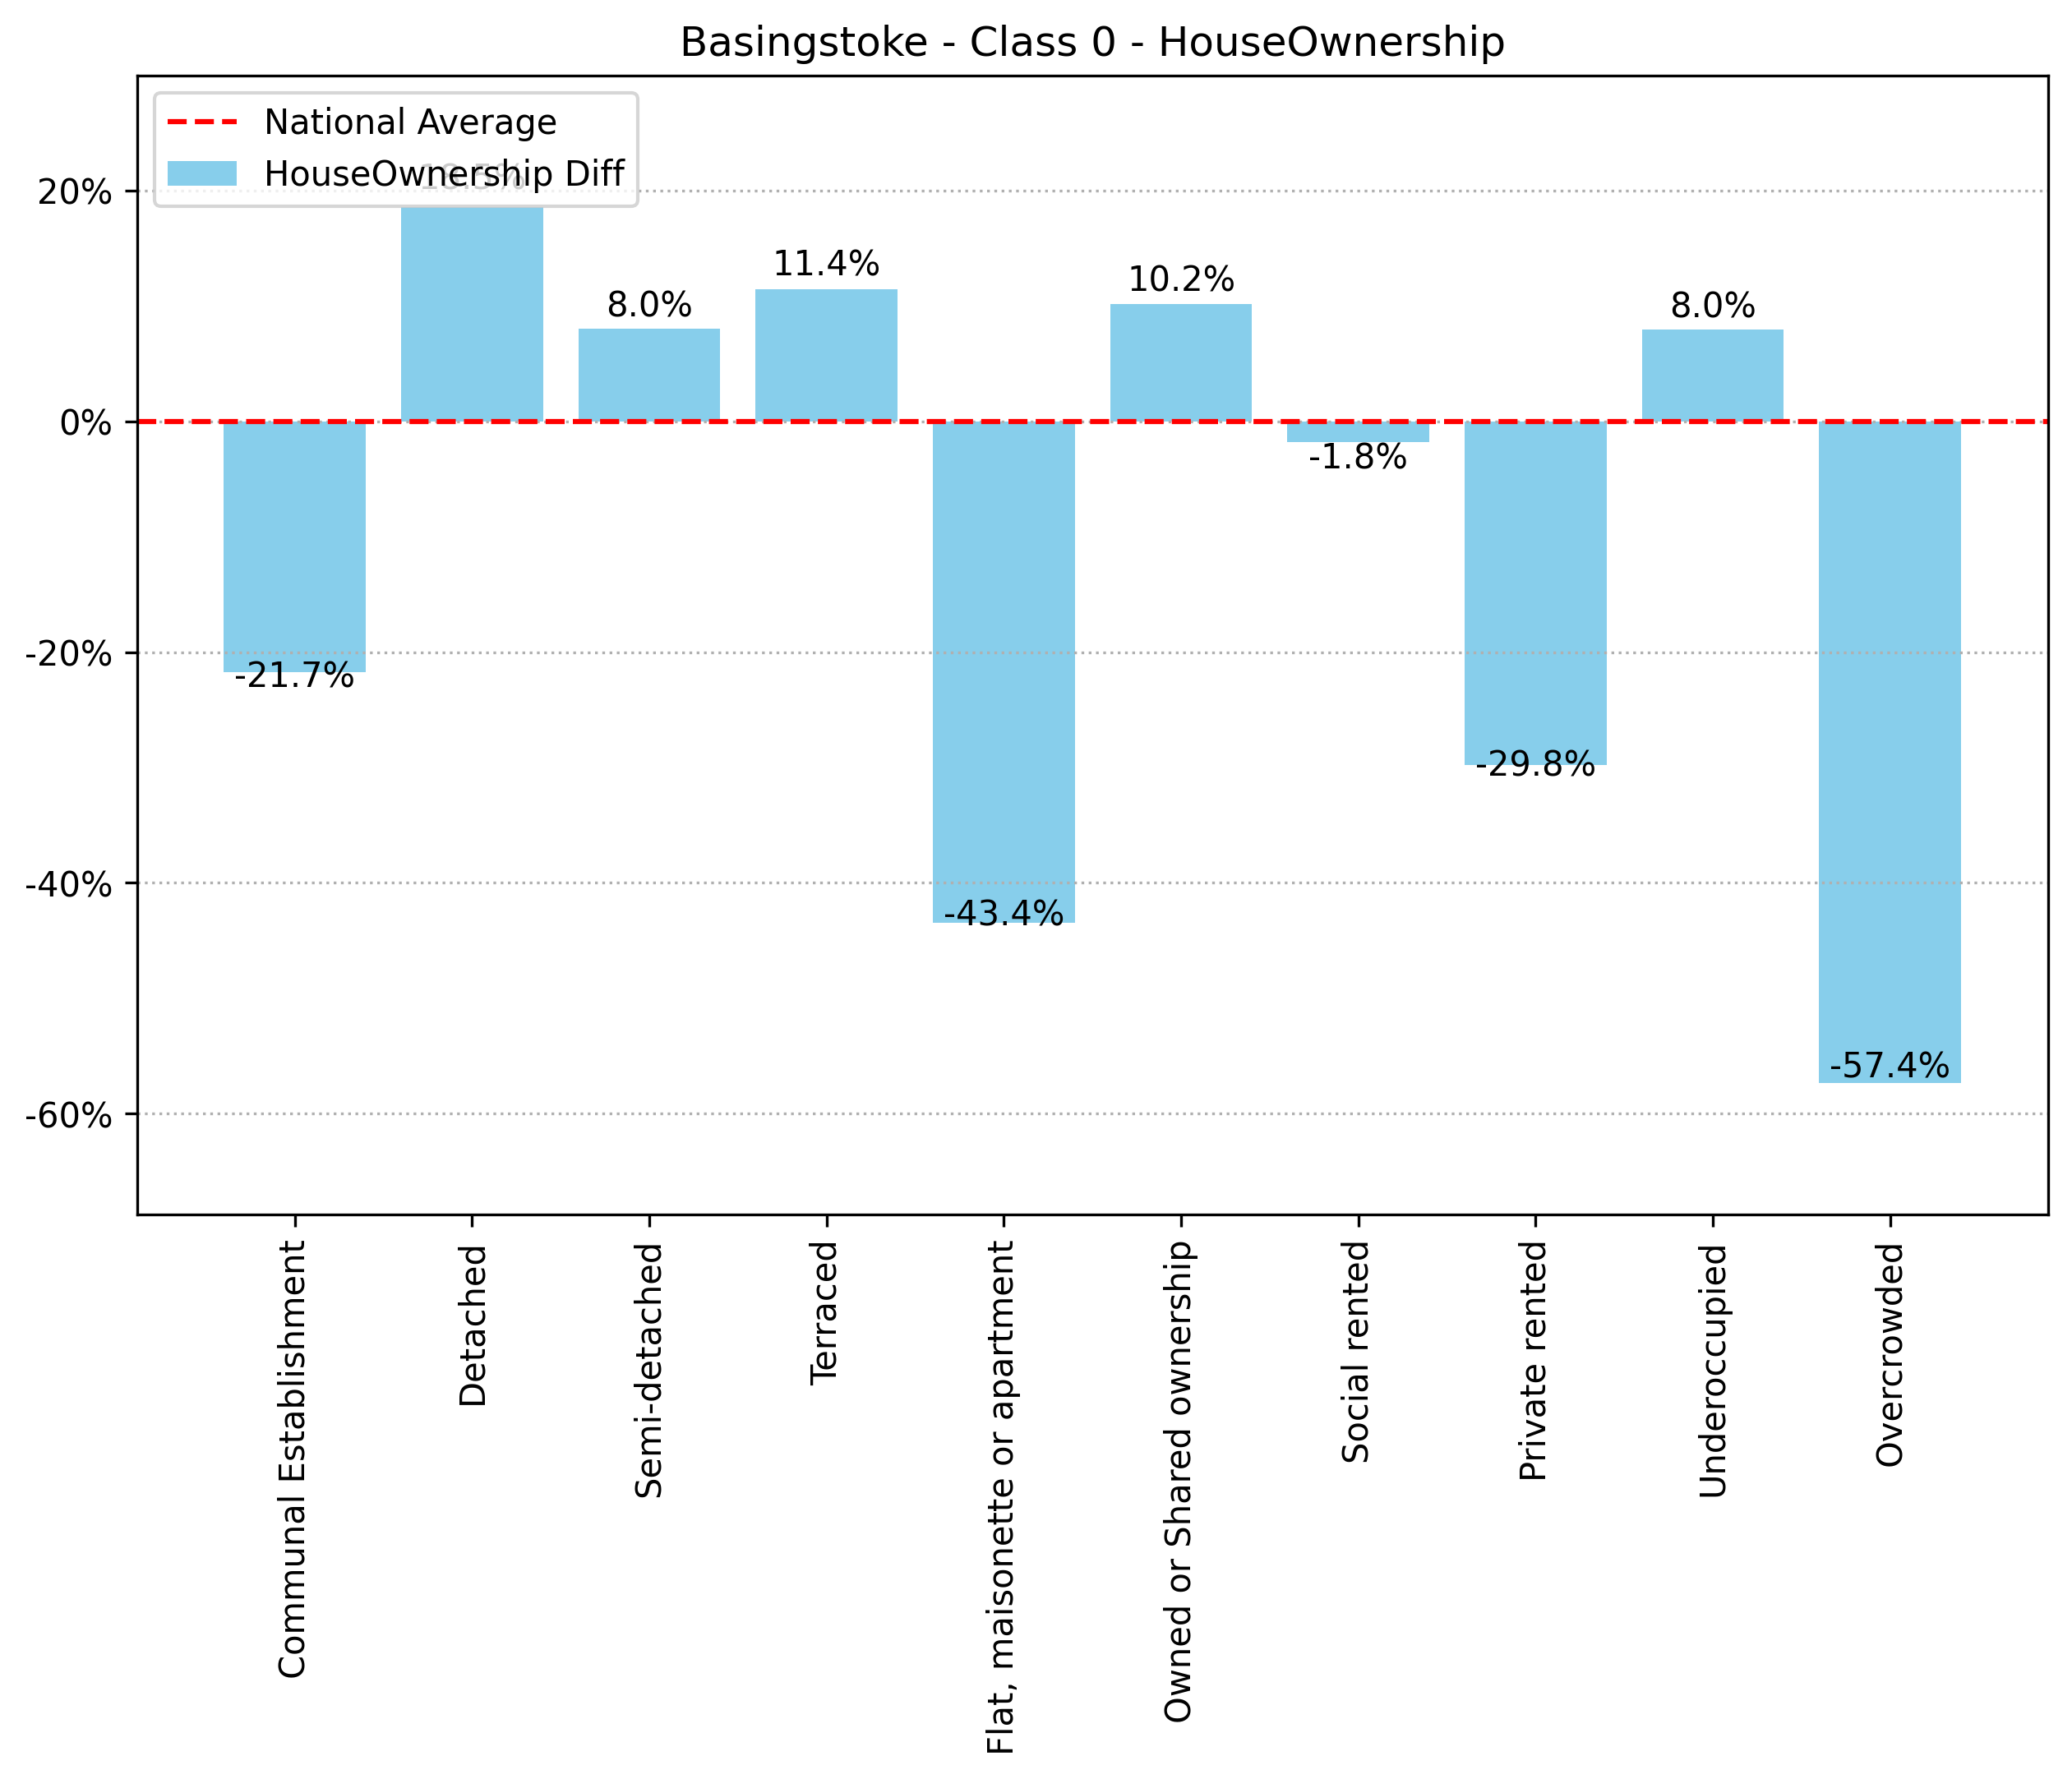 Basingstoke - Class 0 - HouseOwnership
National Average
HouseOwnership Diff
20%
0%
-20%
-40%
-60%
-21.7%
8.0%
11.4%
-43.4%
10.2%
-1.8%
-29.8%
8.0%
-57.4%
Communal Establishment
Detached
Semi-detached
Terraced
Flat, maisonette or apartment
Owned or Shared ownership
Social rented
Private rented
Underoccupied
Overcrowded